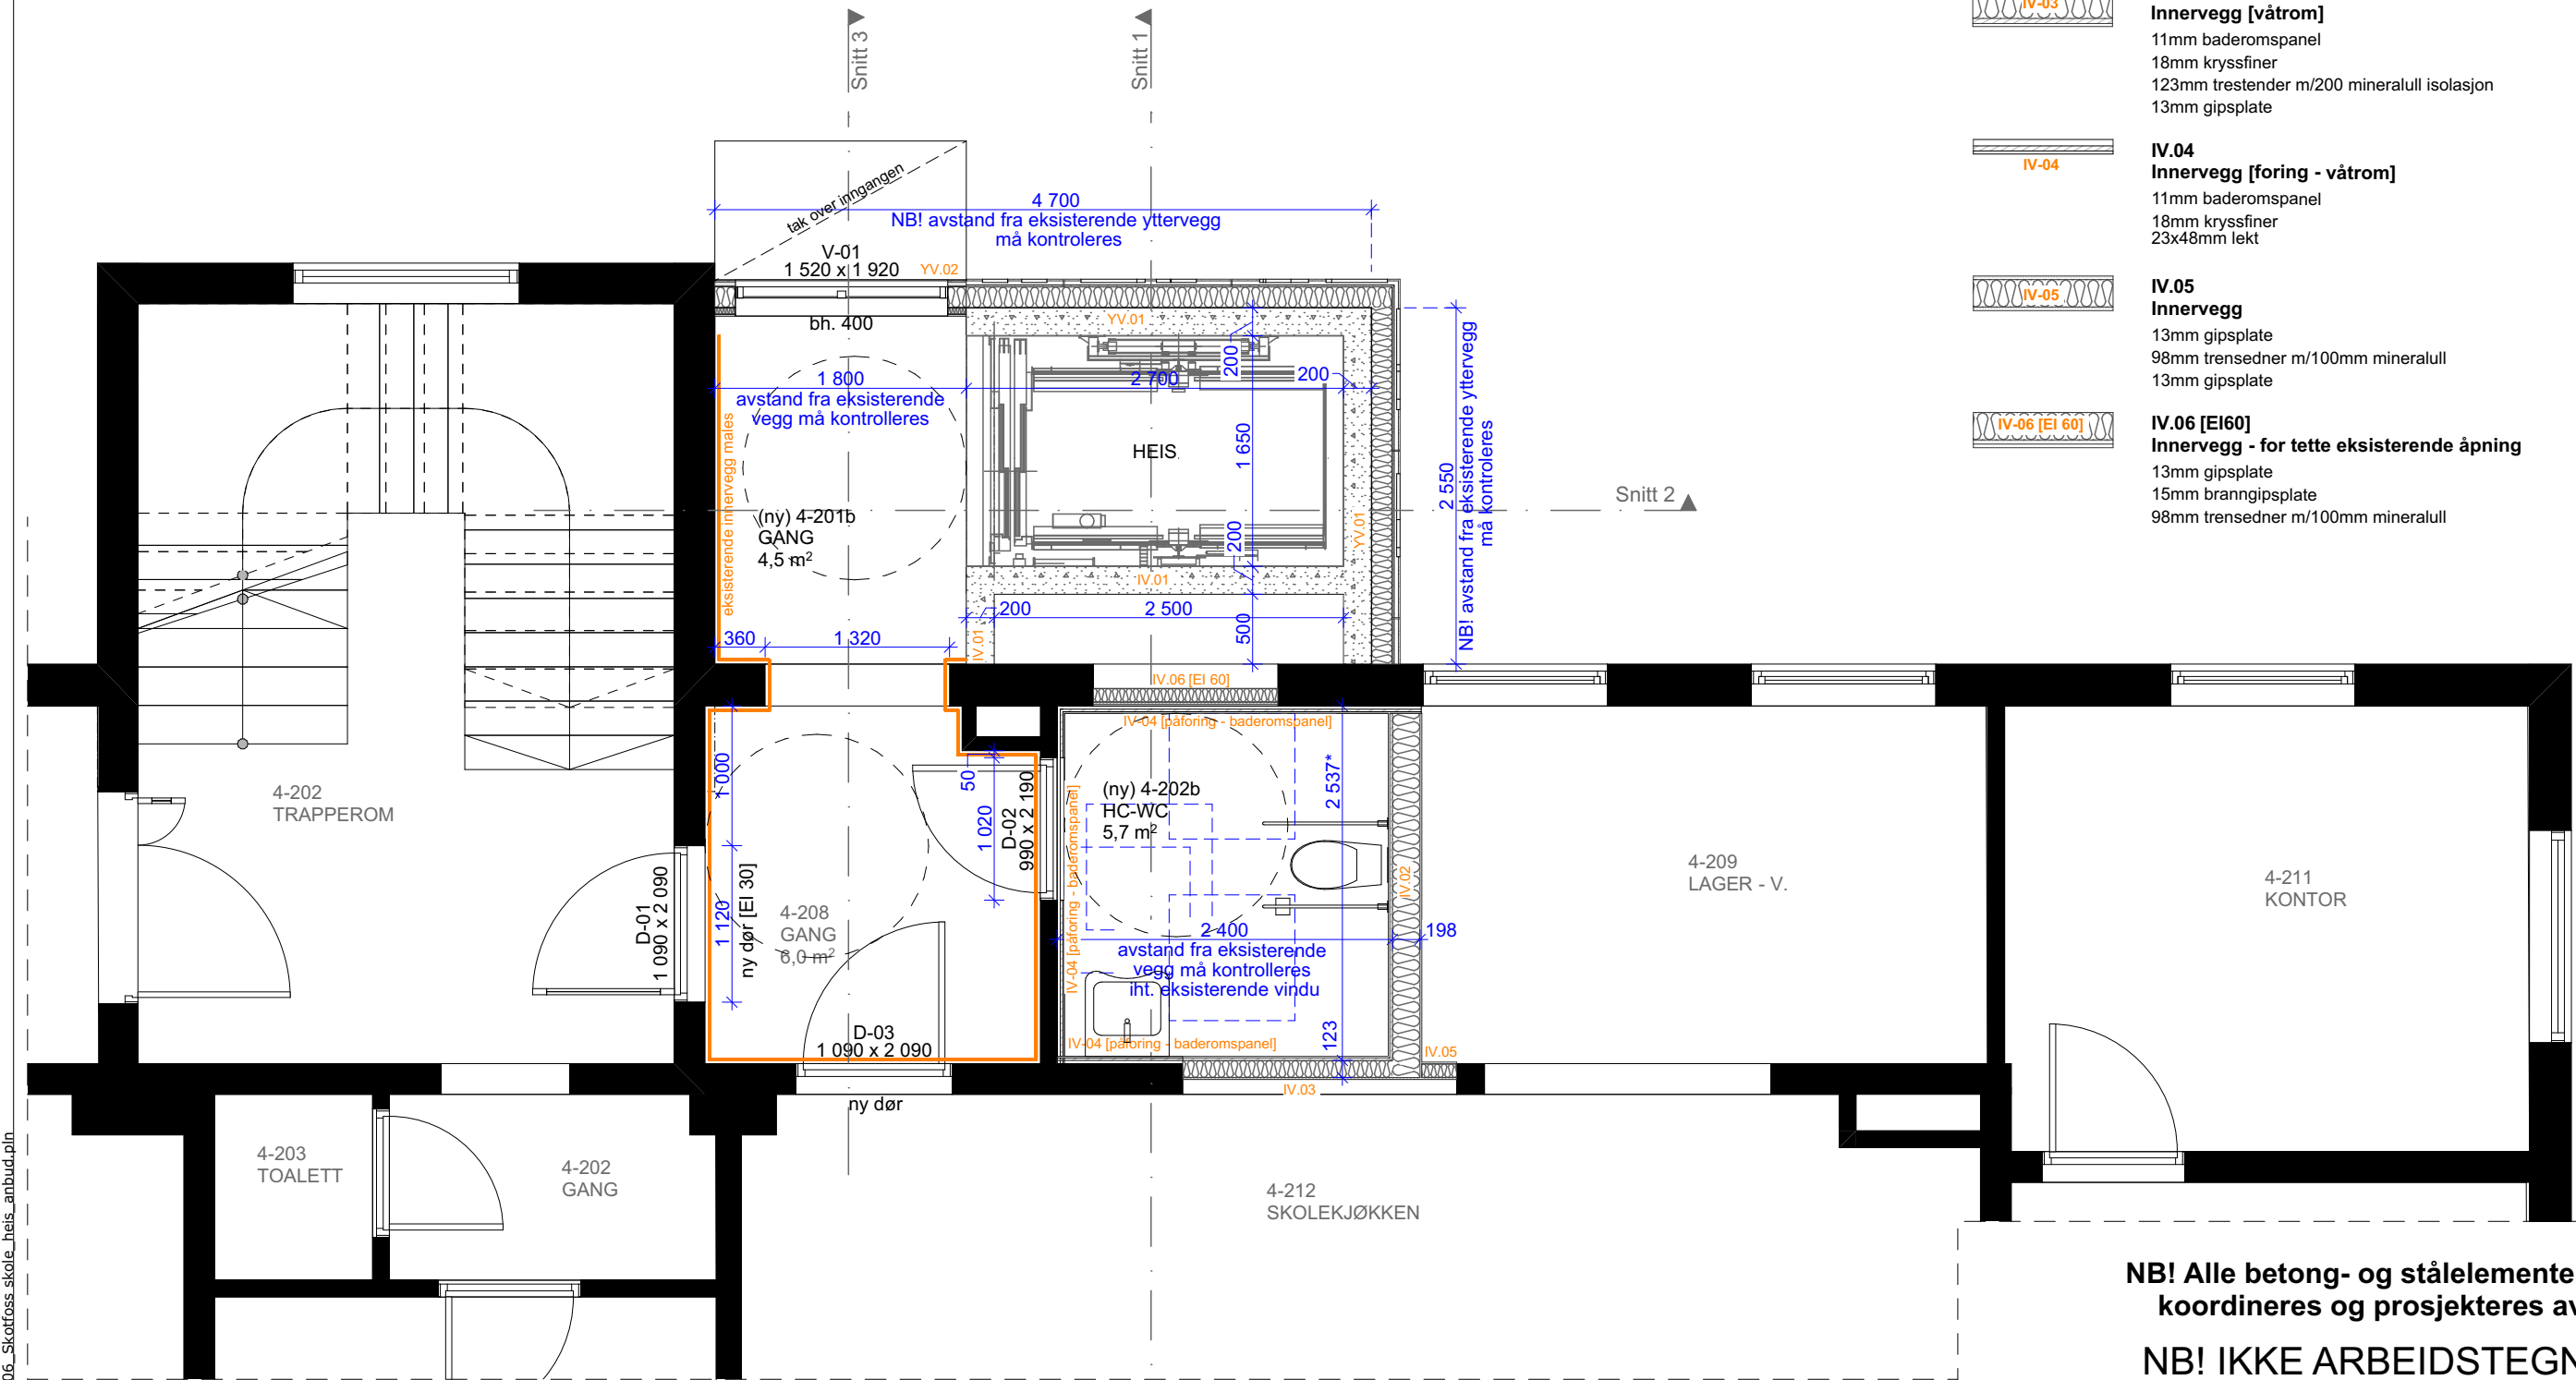 Snitt 3
Snitt 1
IV-03
Innervegg [våtrom]
11mm baderomspanel
18mm kryssfiner
123mm trestender m/200 mineralull isolasjon
13mm gipsplate
IV-04
IV.04
Innervegg [foring - våtrom]
11mm baderomspanel
18mm kryssfiner
23x48mm lekt
IV-05
IV.05
Innervegg
13mm gipsplate
98mm trensedner m/100mm mineralull
13mm gipsplate
IV-06 [EI 60]
IV.06 [EI60]
Innervegg - for tette eksisterende åpning
13mm gipsplate
15mm branngipsplate
98mm trensedner m/100mm mineralull
tak over inngangen
4 700
NB! avstand fra eksisterende yttervegg
må kontroleres
V-01
1 520 x 1 920
YV.02
bh. 400
YV.01
200
1 800
2 700
200
avstand fra eksisterende
vegg må kontrolleres
eksisterende innervegg males
HEIS
1 650
2 550
NB! avstand fra eksisterende yttervegg
må kontroleres
Snitt 2
(ny) 4-201b
GANG
4,5 m²
200
YV.01
IV.01
200
2 500
500
360
1 320
IV.01
IV.06 [EI 60]
IV-04 [påforing - baderomspanel]
1 000
50
1 020
D-02
990 x 2 190
2 537*
(ny) 4-202b
HC-WC
5,7 m²
IV-04 [påforing - baderomspanel]
4-202
TRAPPEROM
D-01
1 090 x 2 090
1 120
ny dør [EI 30]
4-208
GANG
6,0 m²
IV.02
2 400
198
avstand fra eksisterende
vegg må kontrolleres
iht. eksisterende vindu
4-209
LAGER - V.
4-211
KONTOR
D-03
1 090 x 2 090
IV-04 [påforing - baderomspanel]
123
IV.05
IV.03
ny dør
4-203
TOALETT
4-202
GANG
4-212
SKOLEKJØKKEN
06_Skotfoss skole_heis_anbud.pln
NB! Alle betong- og stålelemente
koordineres og prosjekteres av
NB! IKKE ARBEIDSTEGN